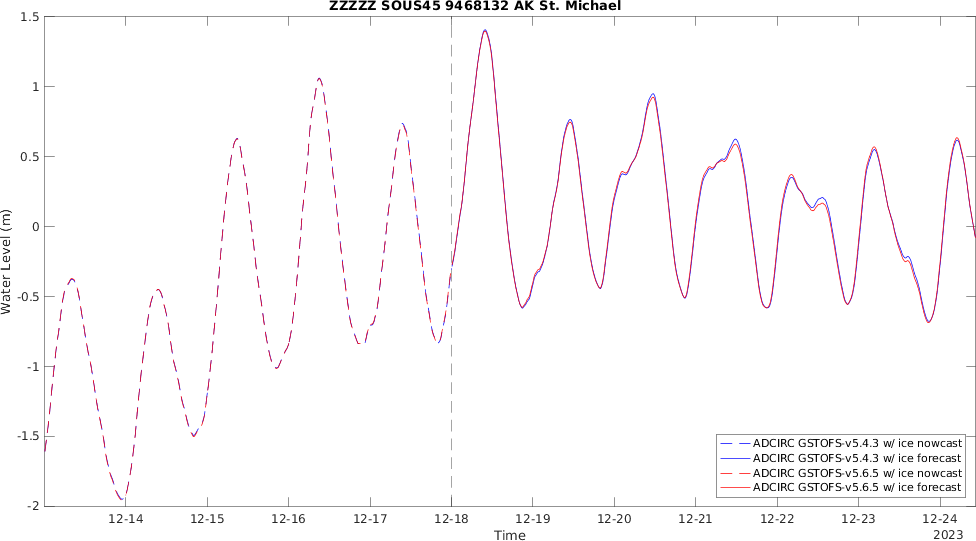 ZZZZZ SOUS45 9468132 AK St. Michael
1.5
1
0.5
0
-0.5
-1
-1.5
-2
Water Level (m)
12-14
12-15
12-16
12-17
12-18
12-19
12-20
12-21
12-22
12-23
12-24
Time
2023
ADCIRC GSTOFS-v5.4.3 w/ ice nowcast
ADCIRC GSTOFS-v5.4.3 w/ ice forecast
ADCIRC GSTOFS-v5.6.5 w/ ice nowcast
ADCIRC GSTOFS-v5.6.5 w/ ice forecast